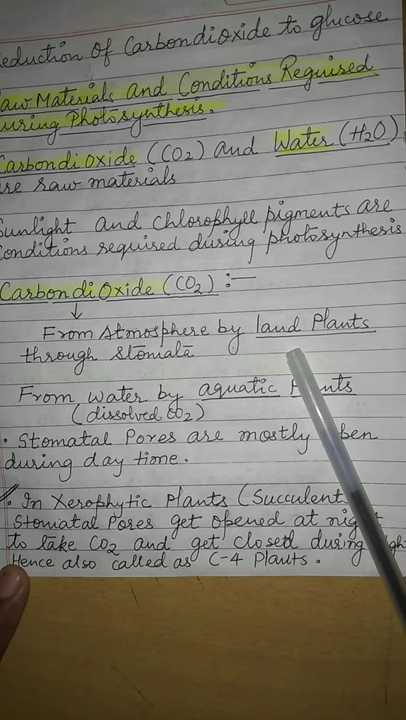 eduction of Carbondioxide to glucose
aw Materials and Conditions Required
uring Photosynthesis.
Carbondioxide (CO2) and Water (H2O)
re raw materials
Sunlight and chlorophyll pigments are
Conditions required during photosynthesis
Carbondioxide (CO2) :-
↓
From Atmosphere by land Plants
through Stomata
From water by aquatic nts
(dissolved CO2)
• Stomatal Pores are mostly pen
during day time.
• In Xerophytic Plants (Succulent
Stomatal Pores get opened at nig
to take CO2 and get closed during
Hence also called as C-4 Plants.